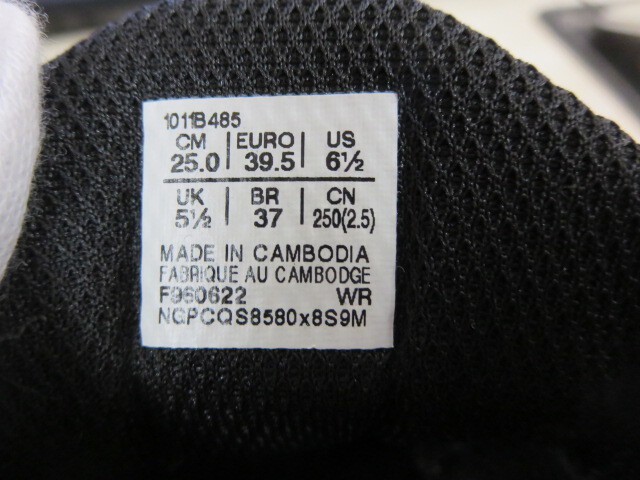 1011B485
CM | EURO | US
25.0 | 39.5 | 6½
UK | BR | CN
5½ | 37 | 250(2.5)
MADE IN CAMBODIA
FABRIQUE AU CAMBODGE
F960622 WR
NGPCQS8580x8S9M